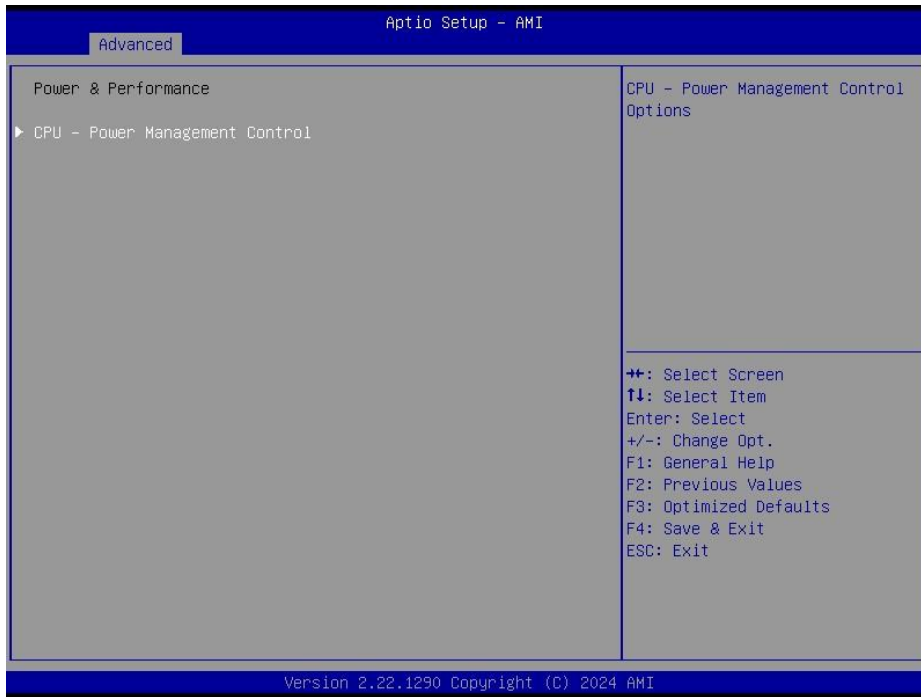 Aptio Setup - AMI
Advanced
Power & Performance
CPU - Power Management Control
CPU - Power Management Control
Options
→←: Select Screen
↑↓: Select Item
Enter: Select
+/-: Change Opt.
F1: General Help
F2: Previous Values
F3: Optimized Defaults
F4: Save & Exit
ESC: Exit
Version 2.22.1290 Copyright (C) 2024 AMI